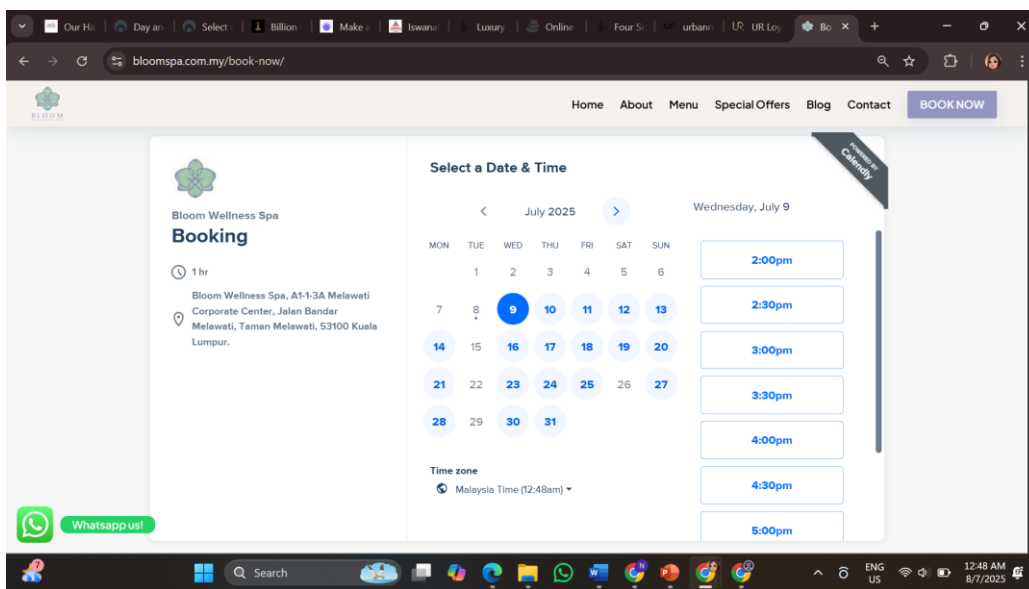 Our Ha
Day an
Select a
Billion
Make a
Iswana
Luxury
Online
Four Se
urbann
UR UR Loy
Bo
bloomspa.com.my/book-now/
BLOOM
Home About Menu Special Offers Blog Contact BOOK NOW
POWERED BY
Calendly
Bloom Wellness Spa
Booking
1 hr
Bloom Wellness Spa, A1-1-3A Melawati
Corporate Center, Jalan Bandar
Melawati, Taman Melawati, 53100 Kuala
Lumpur.
Select a Date & Time
July 2025
MON TUE WED THU FRI SAT SUN
1 2 3 4 5 6
7 8 9 10 11 12 13
14 15 16 17 18 19 20
21 22 23 24 25 26 27
28 29 30 31
Time zone
Malaysia Time (12:48am)
Wednesday, July 9
2:00pm
2:30pm
3:00pm
3:30pm
4:00pm
4:30pm
5:00pm
Whatsapp us!
Search
ENG
US
12:48 AM
8/7/2025